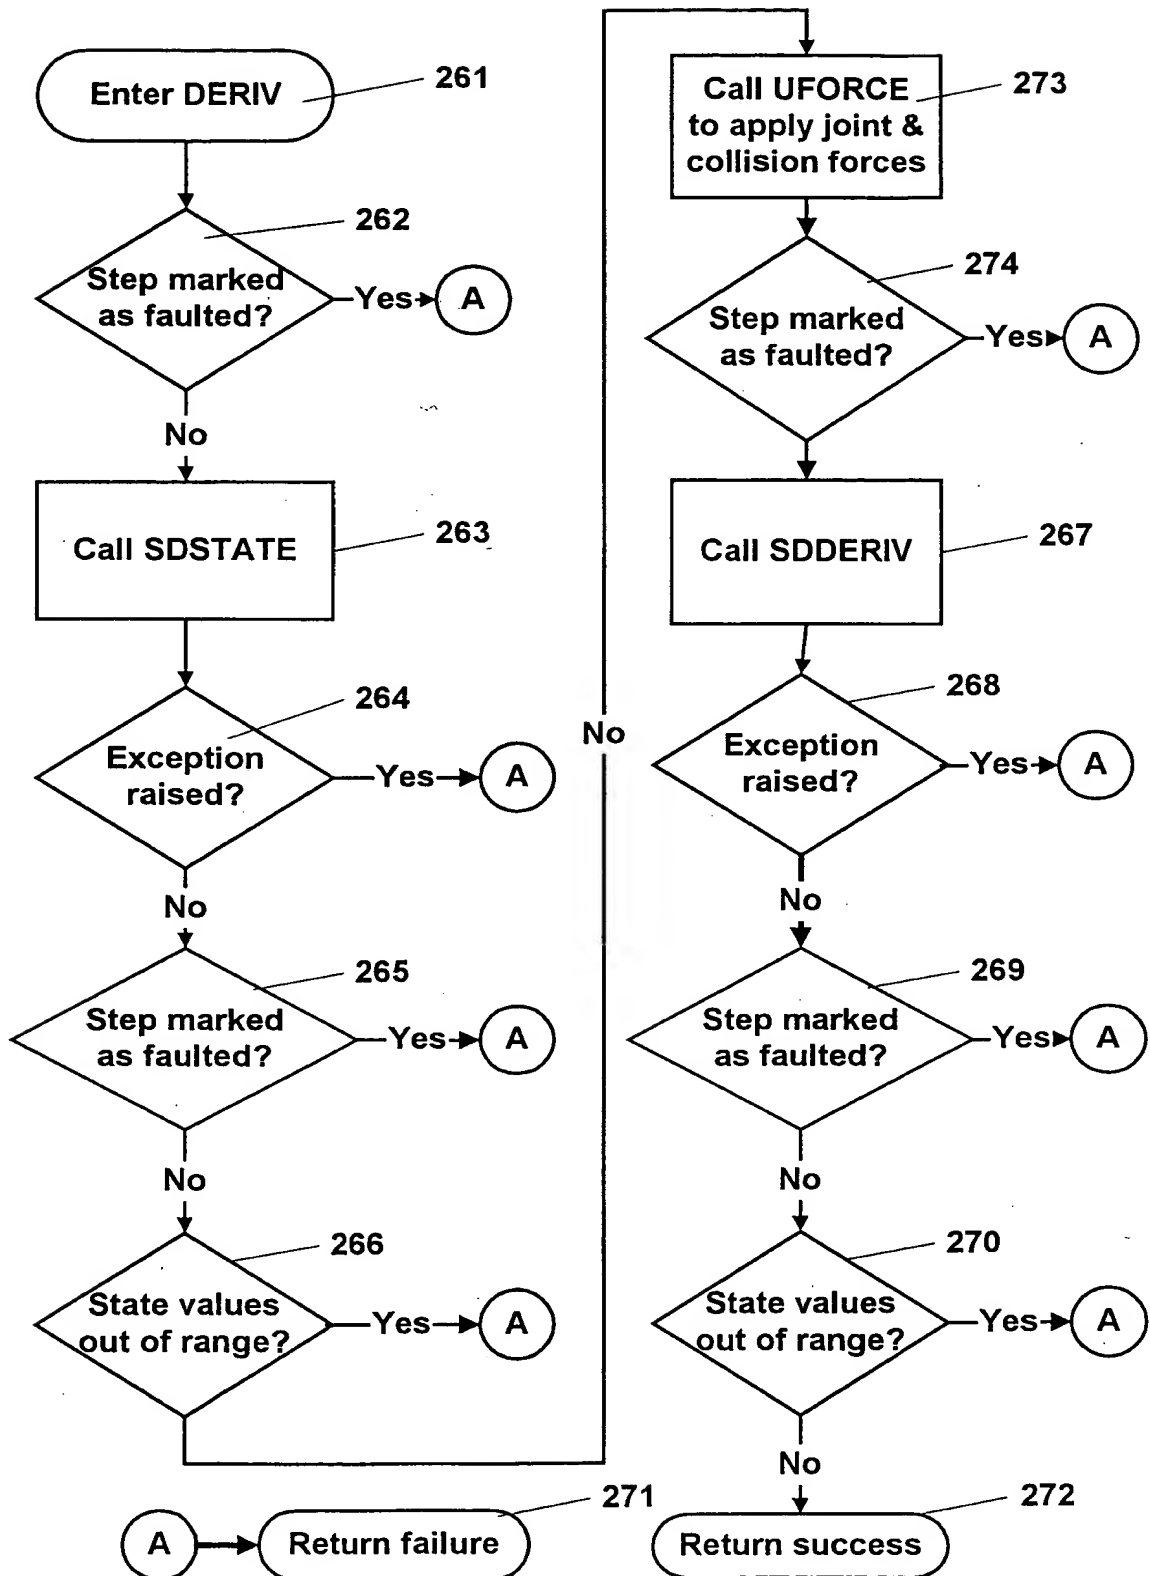 Enter DERIV
261
262
Step marked
as faulted?
Yes
A
No
Call SDSTATE
263
264
Exception
raised?
Yes
A
No
265
Step marked
as faulted?
Yes
A
No
266
State values
out of range?
Yes
A
No
Call UFORCE
to apply joint &
collision forces
273
274
Step marked
as faulted?
Yes
A
Call SDDERIV
267
268
Exception
raised?
Yes
A
No
269
Step marked
as faulted?
Yes
A
No
270
State values
out of range?
Yes
A
No
A
Return failure
271
Return success
272